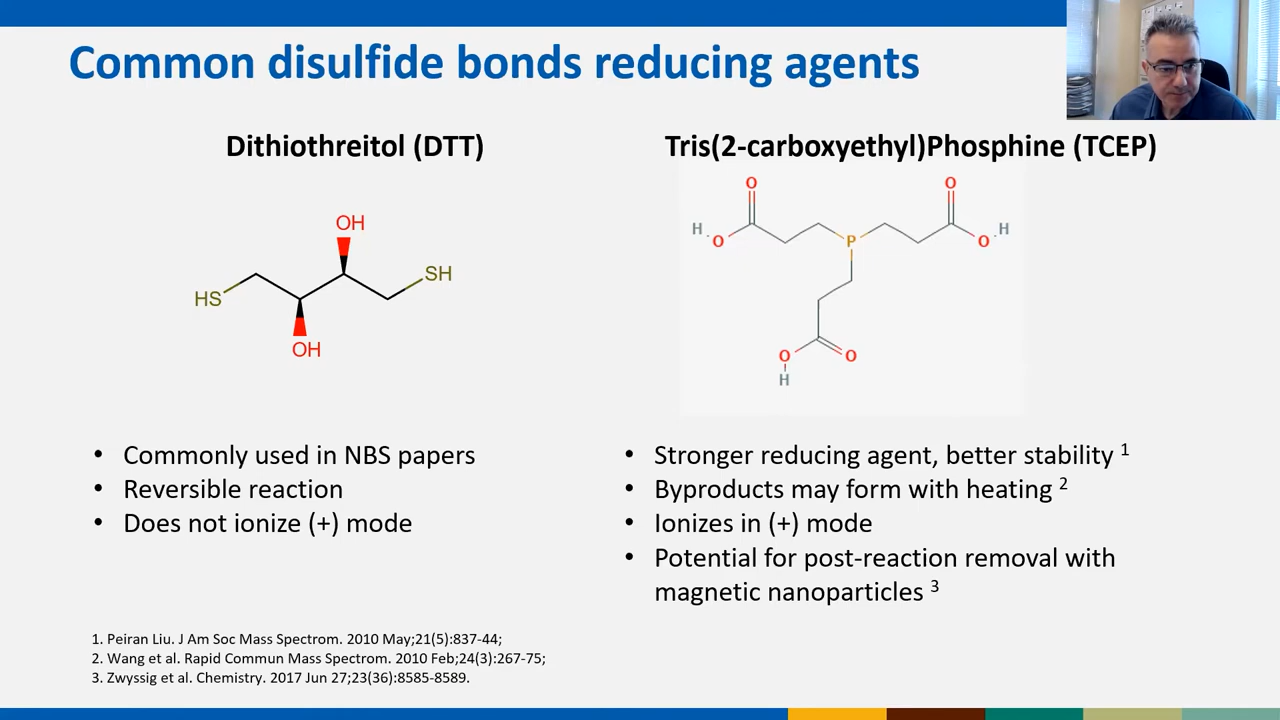 Common disulfide bonds reducing agents
Dithiothreitol (DTT)
OH
HS
SH
OH
• Commonly used in NBS papers
• Reversible reaction
• Does not ionize (+) mode
Tris(2-carboxyethyl)Phosphine (TCEP)
O
O
H
O
P
O
H
O
O
H
• Stronger reducing agent, better stability 1
• Byproducts may form with heating 2
• Ionizes in (+) mode
• Potential for post-reaction removal with
magnetic nanoparticles 3
1. Peiran Liu. J Am Soc Mass Spectrom. 2010 May;21(5):837-44;
2. Wang et al. Rapid Commun Mass Spectrom. 2010 Feb;24(3):267-75;
3. Zwyssig et al. Chemistry. 2017 Jun 27;23(36):8585-8589.